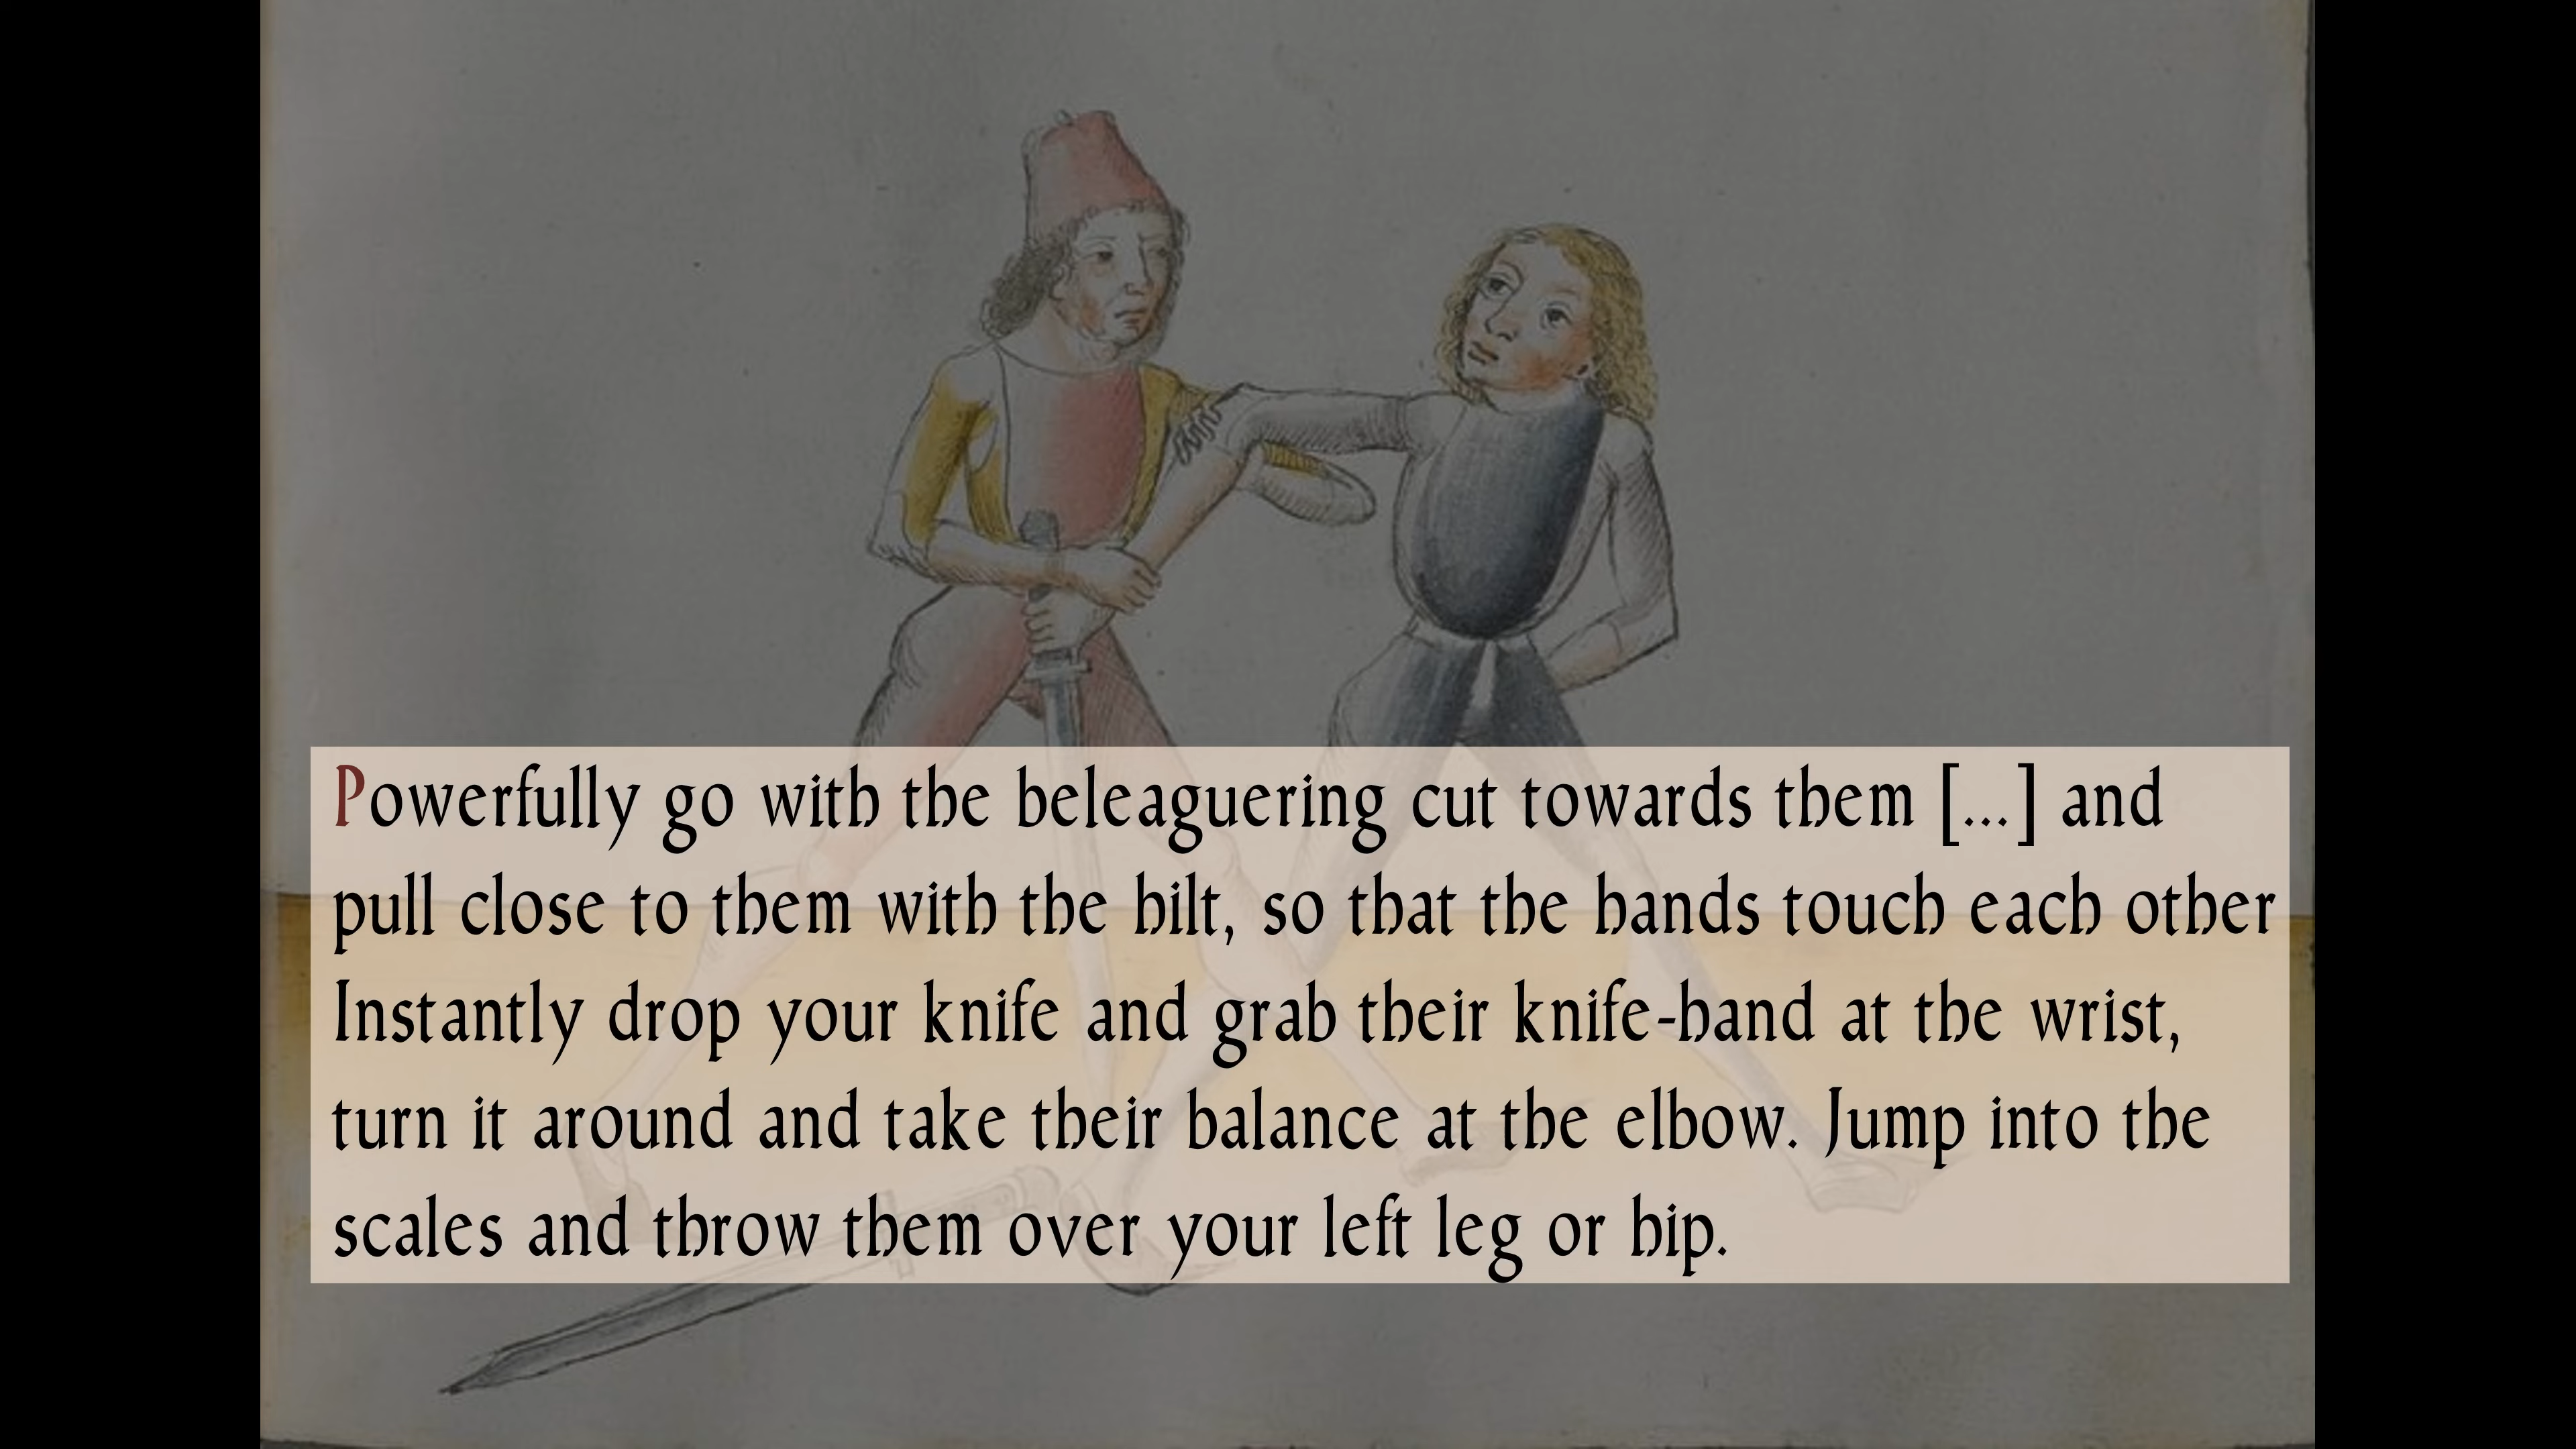 Powerfully go with the beleaguering cut towards them [...] and
pull close to them with the hilt, so that the hands touch each other
Instantly drop your knife and grab their knife-hand at the wrist,
turn it around and take their balance at the elbow. Jump into the
scales and throw them over your left leg or hip.